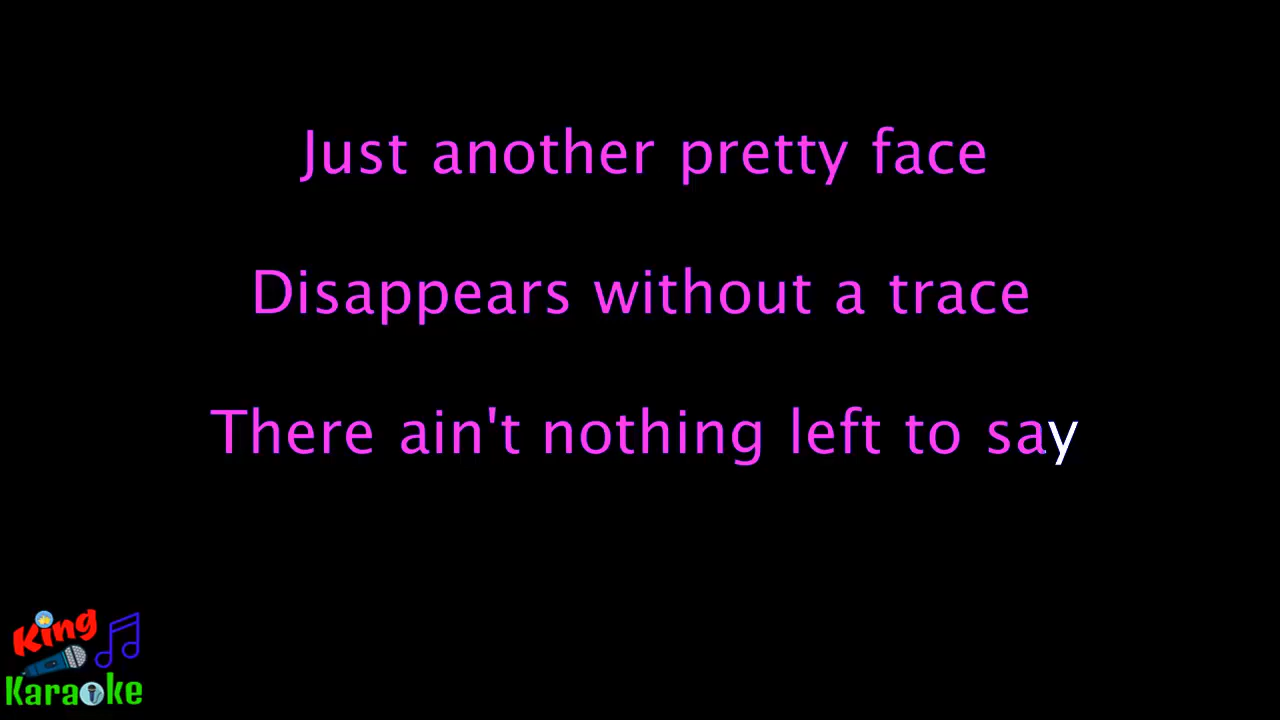 Just another pretty face
Disappears without a trace
There ain't nothing left to say
King
Karaoke